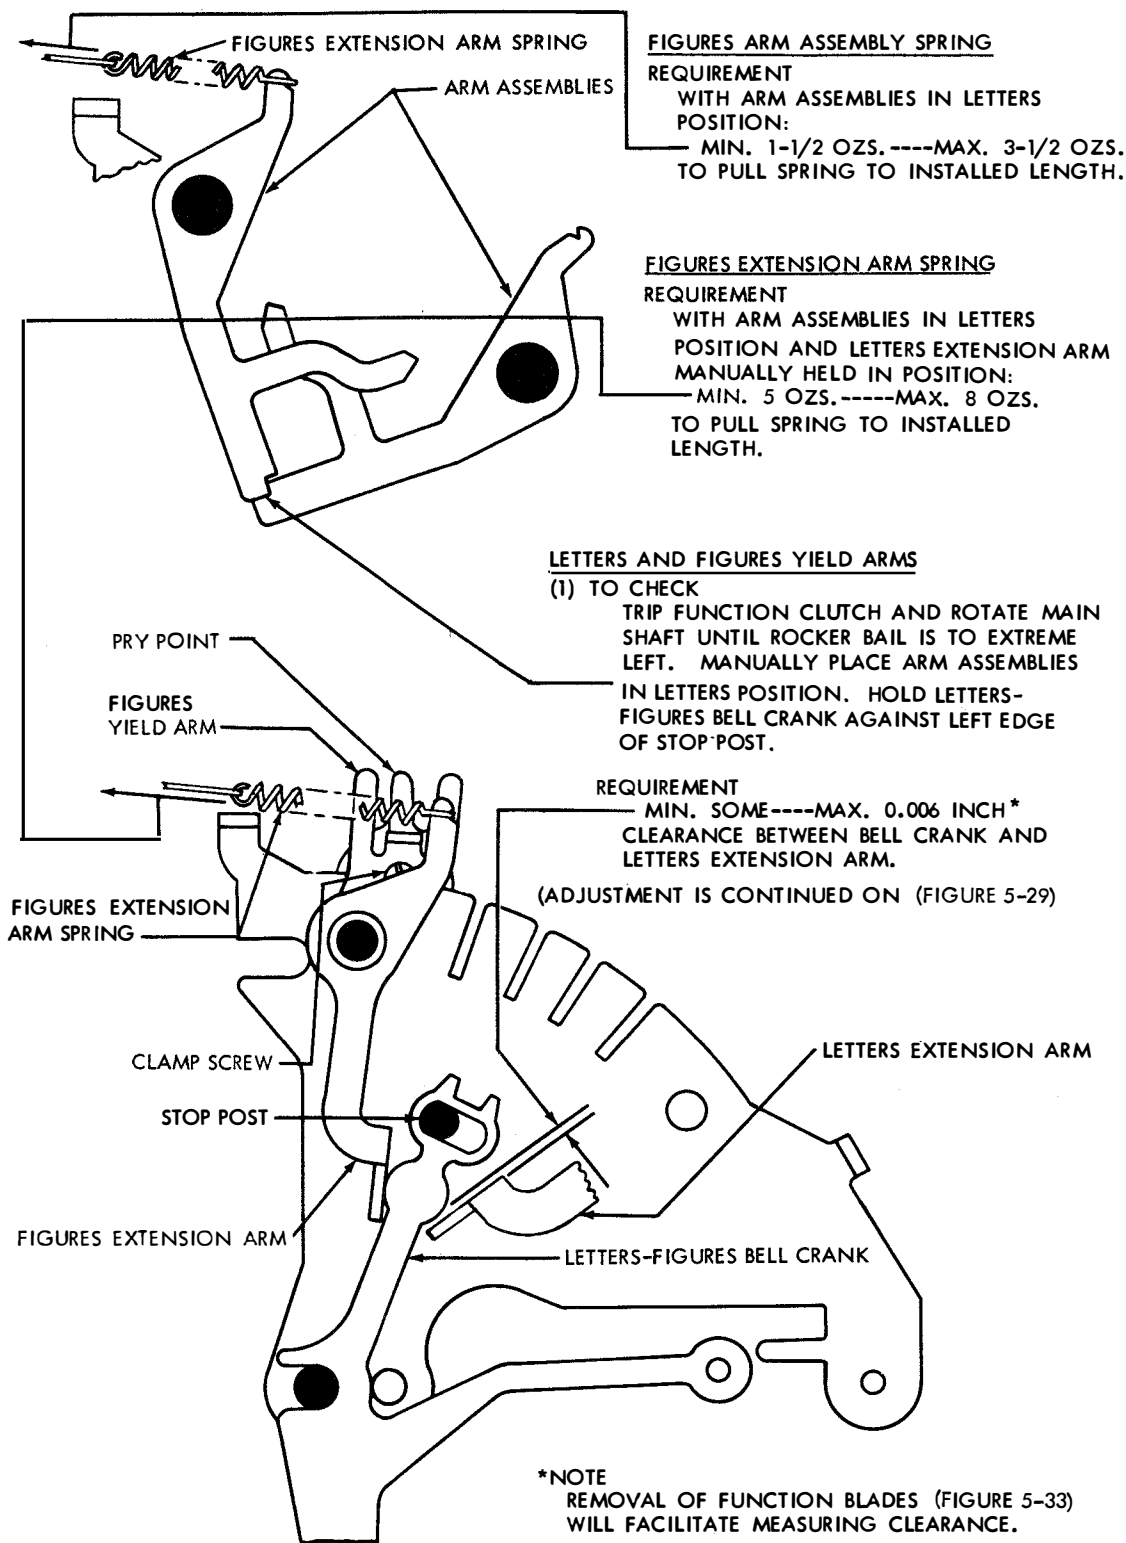 FIGURES EXTENSION ARM SPRING
ARM ASSEMBLIES
FIGURES ARM ASSEMBLY SPRING
REQUIREMENT
WITH ARM ASSEMBLIES IN LETTERS
POSITION:
MIN. 1-1/2 OZS.----MAX. 3-1/2 OZS.
TO PULL SPRING TO INSTALLED LENGTH.
FIGURES EXTENSION ARM SPRING
REQUIREMENT
WITH ARM ASSEMBLIES IN LETTERS
POSITION AND LETTERS EXTENSION ARM
MANUALLY HELD IN POSITION:
MIN. 5 OZS.-----MAX. 8 OZS.
TO PULL SPRING TO INSTALLED
LENGTH.
LETTERS AND FIGURES YIELD ARMS
(1) TO CHECK
TRIP FUNCTION CLUTCH AND ROTATE MAIN
SHAFT UNTIL ROCKER BAIL IS TO EXTREME
LEFT. MANUALLY PLACE ARM ASSEMBLIES
IN LETTERS POSITION. HOLD LETTERS-
FIGURES BELL CRANK AGAINST LEFT EDGE
OF STOP POST.
REQUIREMENT
MIN. SOME----MAX. 0.006 INCH*
CLEARANCE BETWEEN BELL CRANK AND
LETTERS EXTENSION ARM.
(ADJUSTMENT IS CONTINUED ON (FIGURE 5-29)
PRY POINT
FIGURES
YIELD ARM
FIGURES EXTENSION
ARM SPRING
CLAMP SCREW
STOP POST
FIGURES EXTENSION ARM
LETTERS EXTENSION ARM
LETTERS-FIGURES BELL CRANK
*NOTE
REMOVAL OF FUNCTION BLADES (FIGURE 5-33)
WILL FACILITATE MEASURING CLEARANCE.